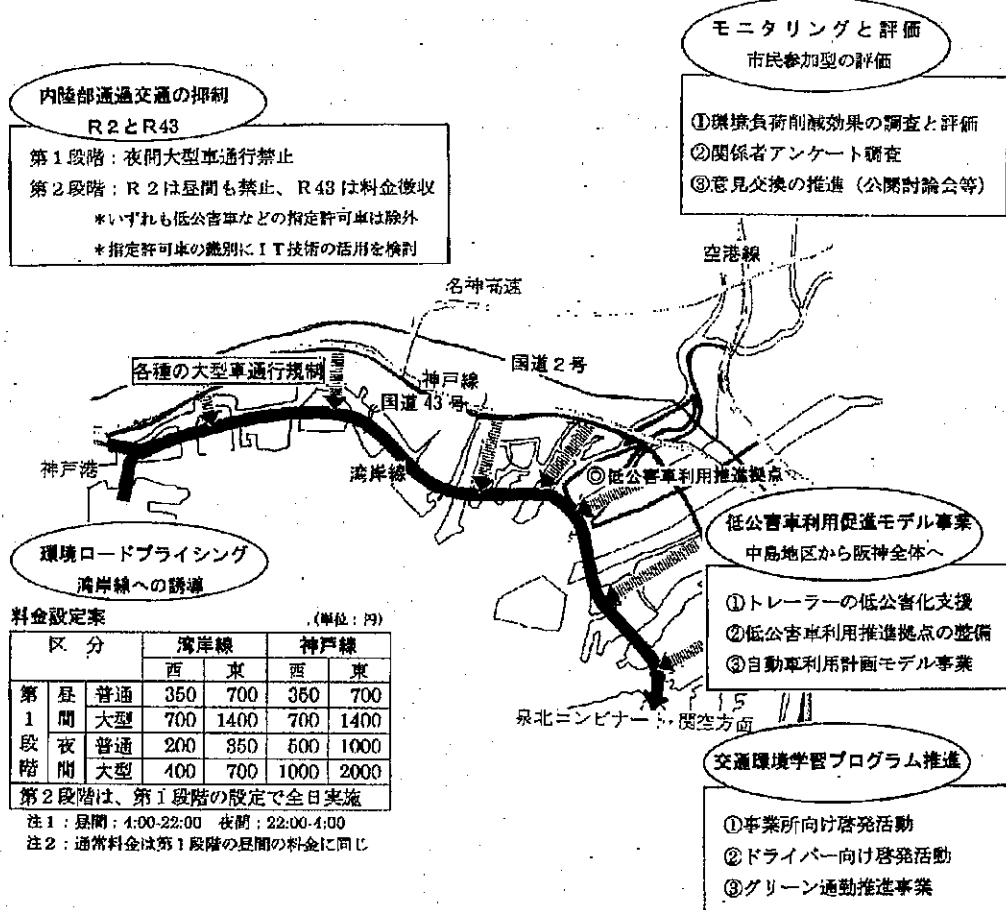 モニタリングと評価
市民参加型の評価
①環境負荷削減効果の調査と評価
②関係者アンケート調査
③意見交換の推進（公開討論会等）
内陸部通過交通の抑制
R2とR43
第1段階：夜間大型車通行禁止
第2段階：R2は昼間も禁止、R43は料金徴収
＊いずれも低公害車などの指定許可車は除外
＊指定許可車の識別にIT技術の活用を検討
空港線
名神高速
国道2号
各種の大型車通行規制
神戸線
国道43号
神戸港
湾岸線
◎低公害車利用推進拠点
環境ロードプライシング
湾岸線への誘導
低公害車利用促進モデル事業
中島地区から阪神全体へ
①トレーラーの低公害化支援
②低公害車利用推進拠点の整備
③自動車利用計画モデル事業
泉北コンビナート・関空方面
料金設定案 (単位：円)
区 分 湾岸線 神戸線
西 東 西 東
第1段階 昼間 普通 350 700 350 700
大型 700 1400 700 1400
夜間 普通 200 350 500 1000
大型 400 700 1000 2000
第2段階は、第1段階の設定で全日実施
注1：昼間；4:00-22:00 夜間；22:00-4:00
注2：通常料金は第1段階の昼間の料金に同じ
交通環境学習プログラム推進
①事業所向け啓発活動
②ドライバー向け啓発活動
③グリーン通勤推進事業